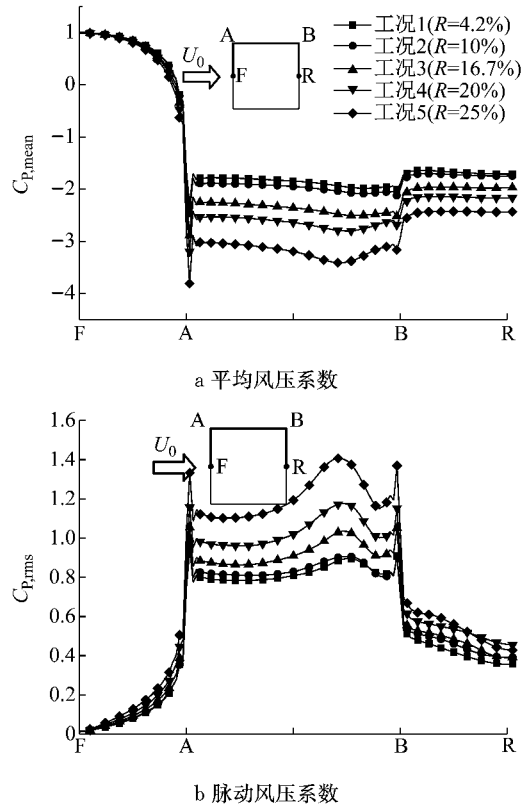 1
0
−1
−2
−3
−4
C_P,mean
U_0
A
B
F
R
工况1(R=4.2%)
工况2(R=10%)
工况3(R=16.7%)
工况4(R=20%)
工况5(R=25%)
F
A
B
R
a 平均风压系数
1.6
1.4
1.2
1.0
0.8
0.6
0.4
0.2
0
C_P,rms
U_0
A
B
F
R
F
A
B
R
b 脉动风压系数